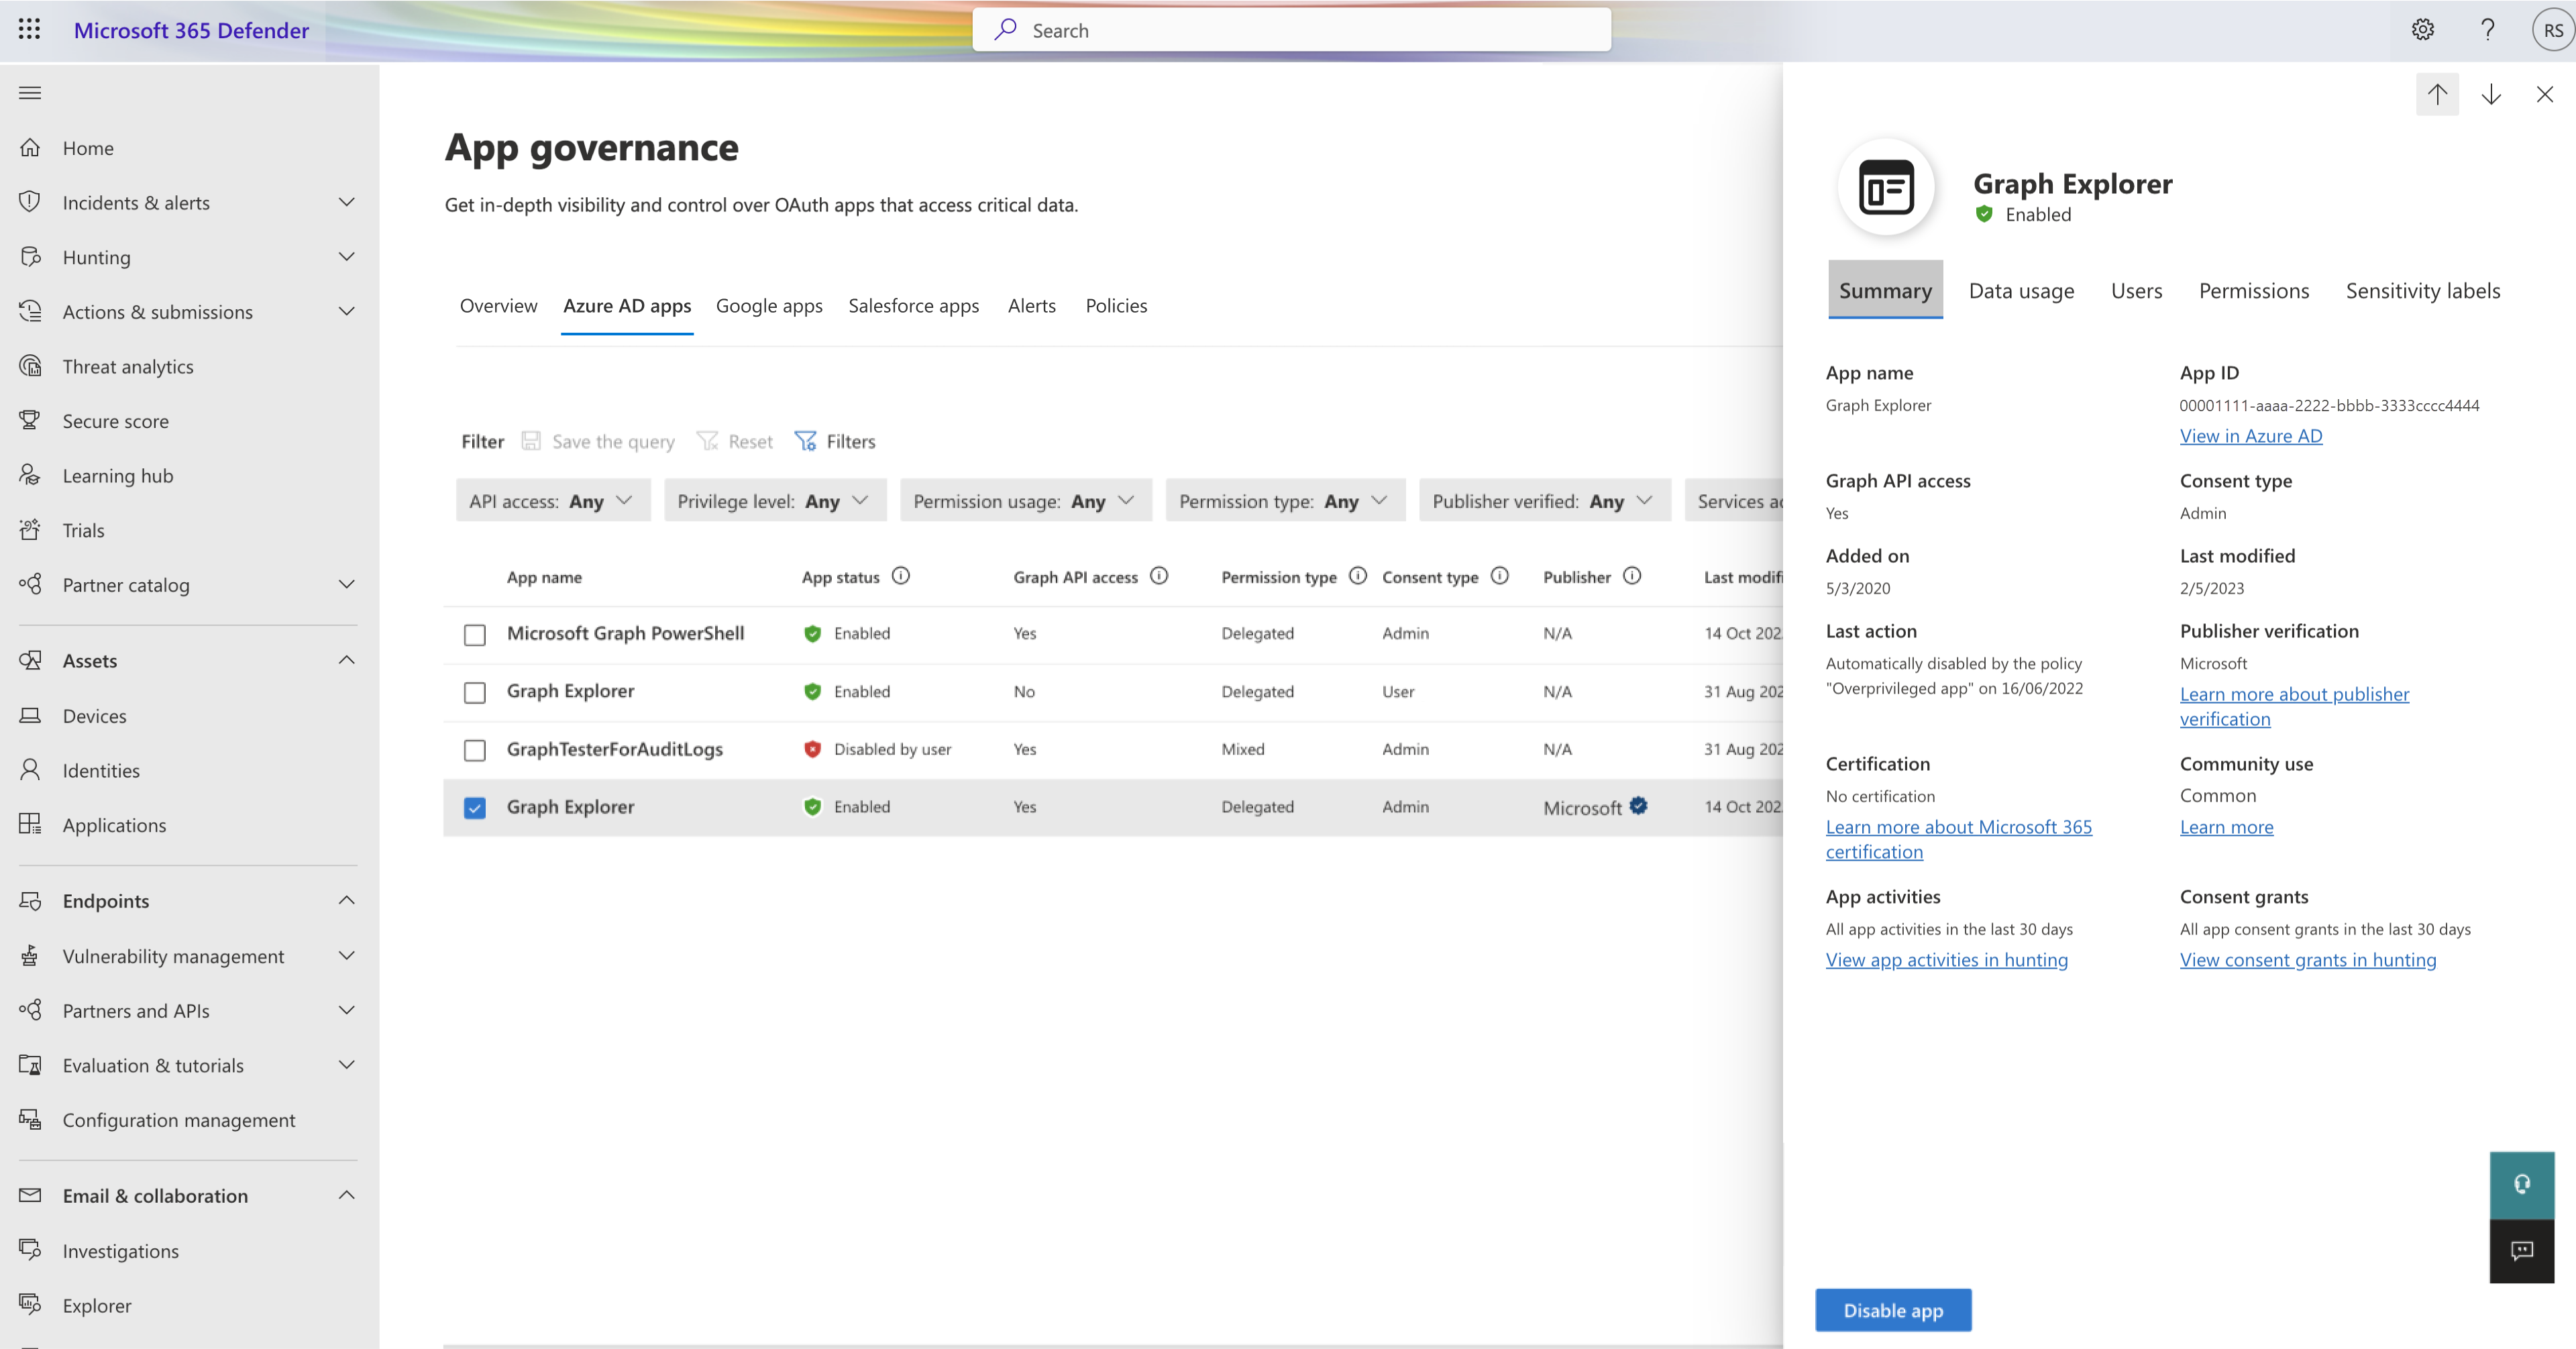 Microsoft 365 Defender
Search
RS
Home
Incidents & alerts
Hunting
Actions & submissions
Threat analytics
Secure score
Learning hub
Trials
Partner catalog
Assets
Devices
Identities
Applications
Endpoints
Vulnerability management
Partners and APIs
Evaluation & tutorials
Configuration management
Email & collaboration
Investigations
Explorer
App governance
Get in-depth visibility and control over OAuth apps that access critical data.
Overview Azure AD apps Google apps Salesforce apps Alerts Policies
Filter Save the query Reset Filters
API access: Any Privilege level: Any Permission usage: Any Permission type: Any Publisher verified: Any Services
App name App status Graph API access Permission type Consent type Publisher Last
Microsoft Graph PowerShell Enabled Yes Delegated Admin N/A 14 Oct
Graph Explorer Enabled No Delegated User N/A 31 Aug
GraphTesterForAuditLogs Disabled by user Yes Mixed Admin N/A 31 Aug
Graph Explorer Enabled Yes Delegated Admin Microsoft 14 Oct
Graph Explorer
Enabled
Summary Data usage Users Permissions Sensitivity labels
App name
Graph Explorer
App ID
00001111-aaaa-2222-bbbb-3333cccc4444
View in Azure AD
Graph API access
Yes
Consent type
Admin
Added on
5/3/2020
Last modified
2/5/2023
Last action
Automatically disabled by the policy
"Overprivileged app" on 16/06/2022
Publisher verification
Microsoft
Learn more about publisher
verification
Certification
No certification
Learn more about Microsoft 365
certification
Community use
Common
Learn more
App activities
All app activities in the last 30 days
View app activities in hunting
Consent grants
All app consent grants in the last 30 days
View consent grants in hunting
Disable app